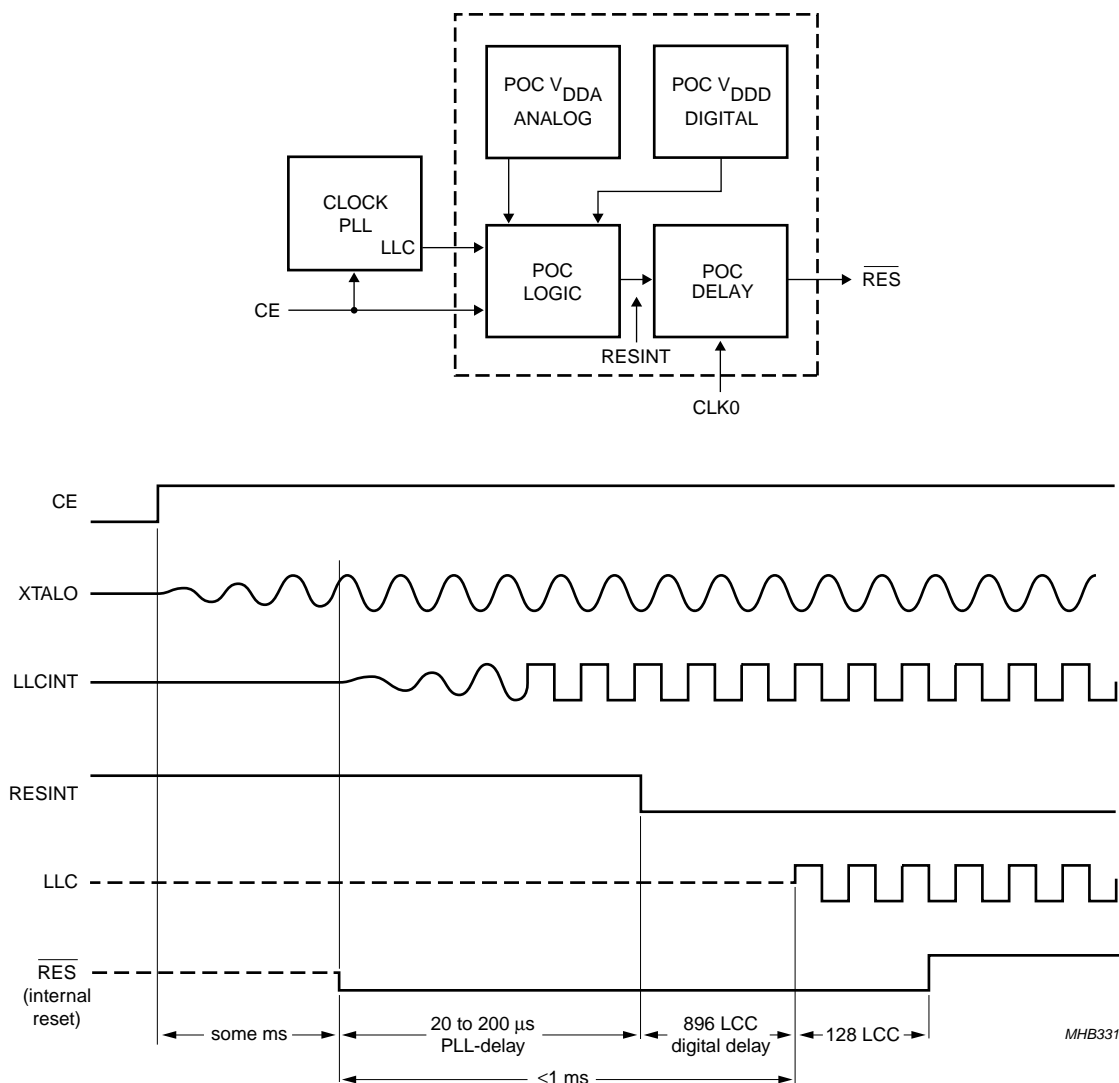 POC VDDA
ANALOG
POC VDDD
DIGITAL
CLOCK
PLL
LLC
POC
LOGIC
POC
DELAY
RES
CE
RESINT
CLK0
CE
XTALO
LLCINT
RESINT
LLC
RES
(internal
reset)
some ms
20 to 200 μs
PLL-delay
896 LCC
digital delay
128 LCC
<1 ms
MHB331